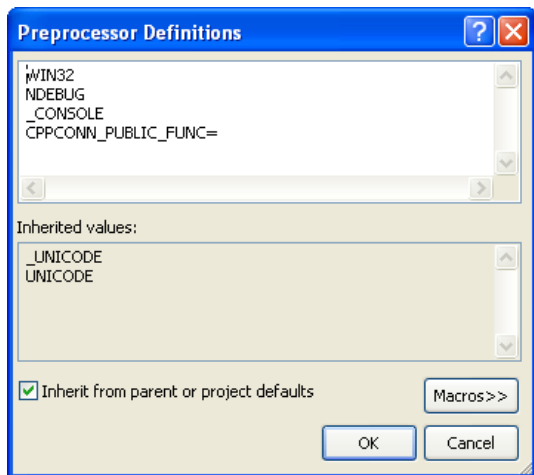 Preprocessor Definitions
WIN32
NDEBUG
_CONSOLE
CPPCONN_PUBLIC_FUNC=
Inherited values:
_UNICODE
UNICODE
Inherit from parent or project defaults
Macros>>
OK
Cancel